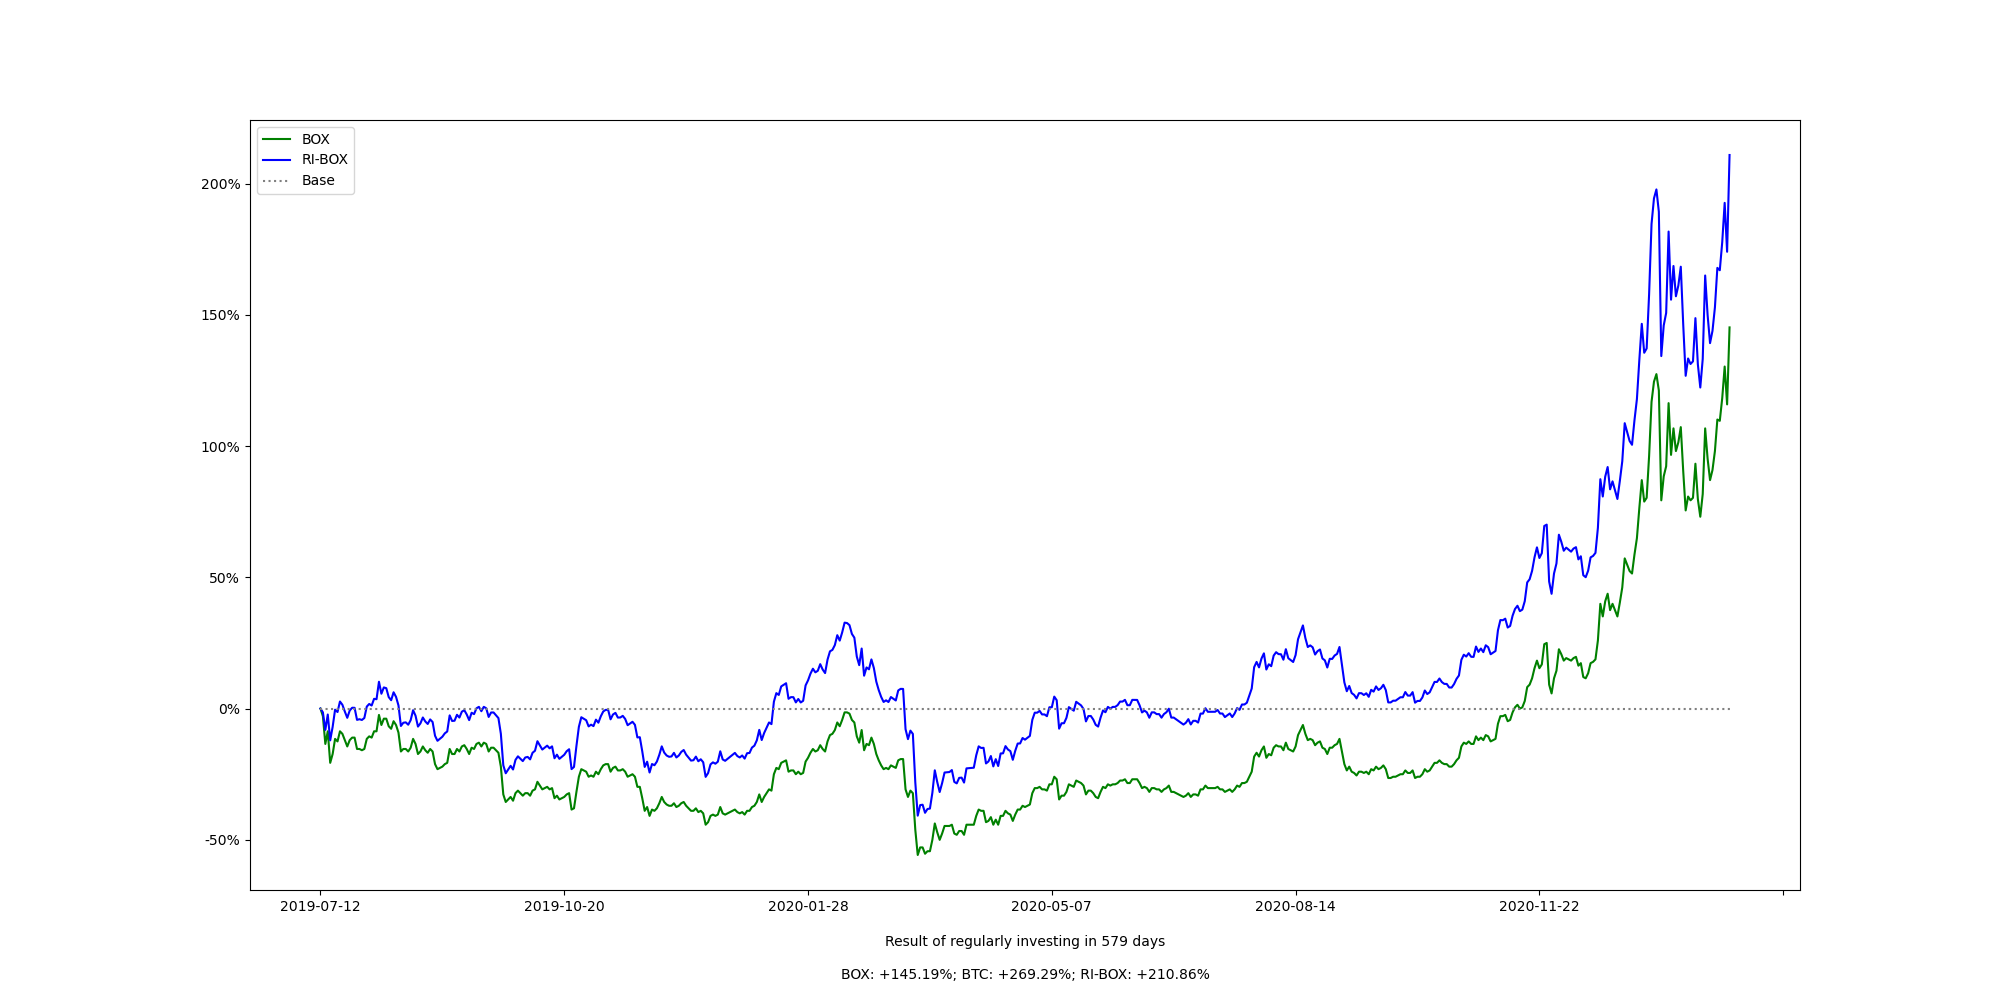 BOX
RI-BOX
Base
200%
150%
100%
50%
0%
-50%
2019-07-12 2019-10-20 2020-01-28 2020-05-07 2020-08-14 2020-11-22
Result of regularly investing in 579 days
BOX: +145.19%; BTC: +269.29%; RI-BOX: +210.86%